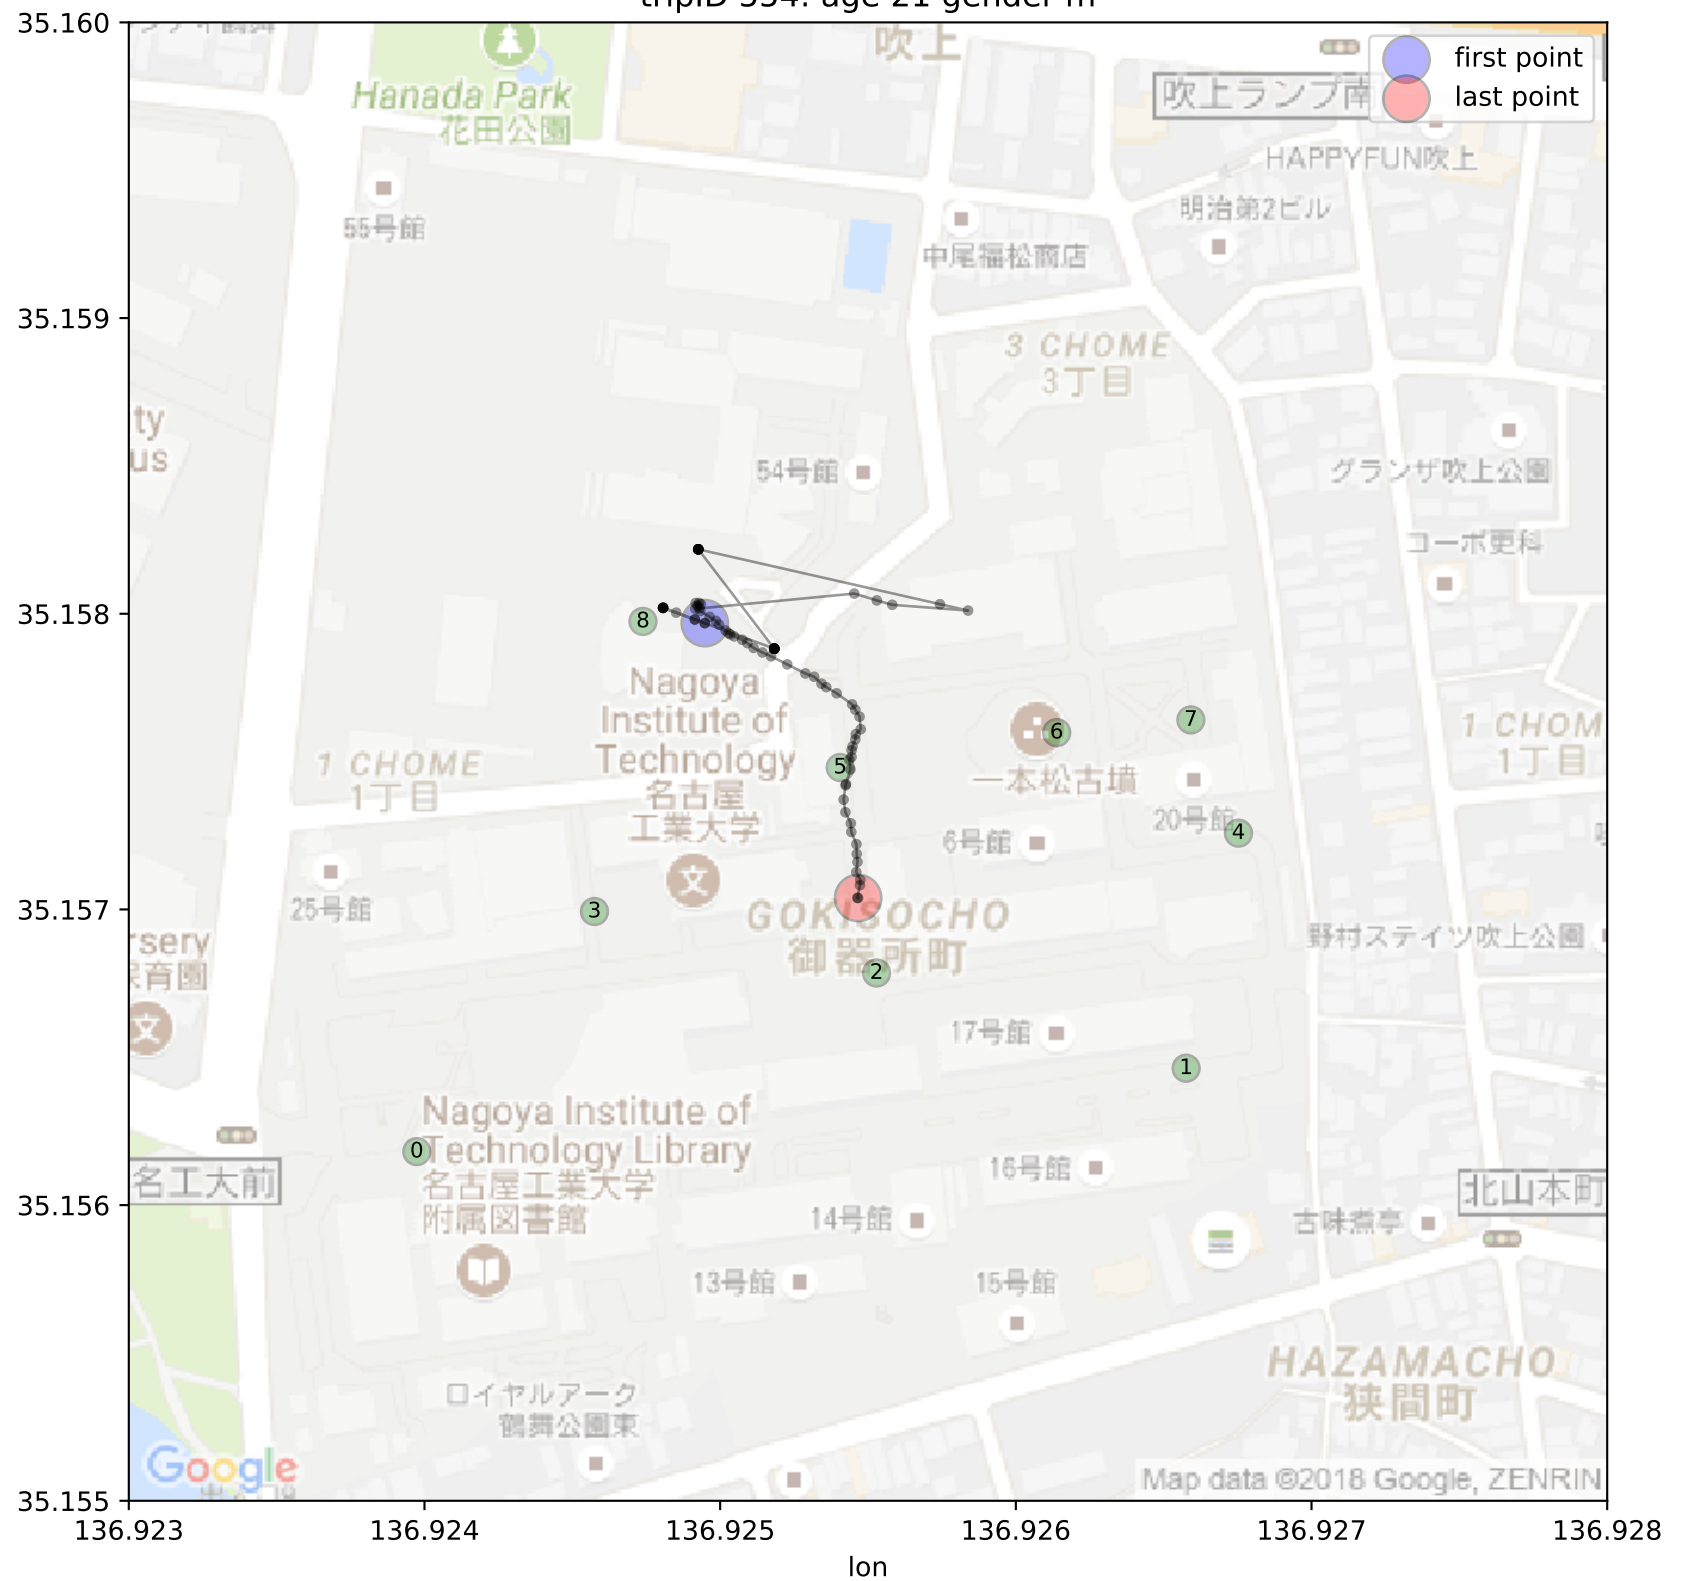 tripID 554: age 21 gender m
35.160
first point
last point
吹上
吹上ランプ南
Hanada Park
花田公園
HAPPYFUN吹上
明治第2ビル
55号館
中尾福松商店
35.159
3 CHOME
3丁目
ty
us
54号館
グランザ吹上公園
コーポ更科
35.158
8
Nagoya
Institute of
Technology
名古屋
工業大学
7
6
5
1 CHOM
1丁目
1 CHOME
1丁目
一本松古墳
20号館
4
6号館
25号館
35.157
3
GOKISOCHO
御器所町
野村ステイツ吹上公園
rsery
育園
2
17号館
1
Nagoya Institute of
Technology Library
名古屋工業大学
附属図書館
0
名工大前
35.156
16号館
北山本町
14号館
古味煮亭
13号館
15号館
HAZAMACHO
狭間町
ロイヤルアーク
鶴舞公園東
Google
Map data ©2018 Google, ZENRIN
35.155
136.923
136.924
136.925
136.926
136.927
136.928
lon